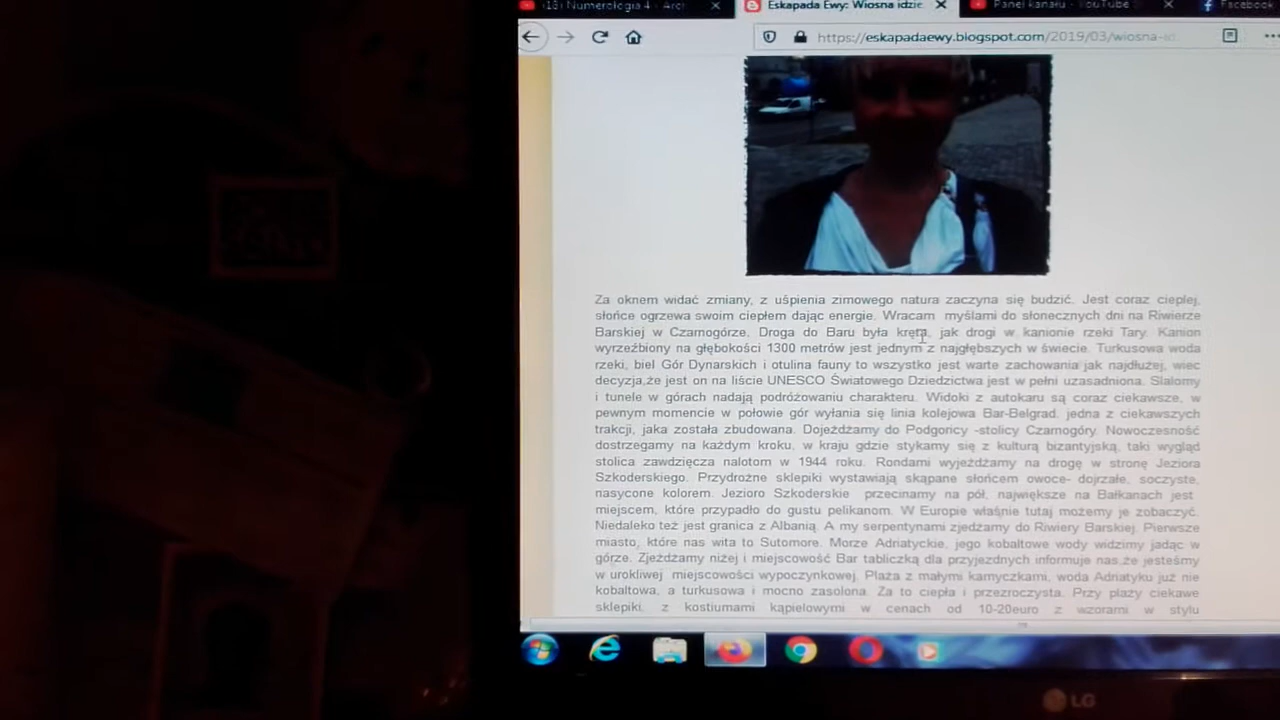 (18) Numerologia 4 - Arch
Eskapada Ewy: Wiosna idzie
Panel kanału - YouTube
Facebook
https://eskapadaewy.blogspot.com/2019/03/wiosna-id
Za oknem widać zmiany, z uśpienia zimowego natura zaczyna się budzić. Jest coraz cieplej,
słońce ogrzewa swoim ciepłem dając energie. Wracam myślami do słonecznych dni na Riwierze
Barskiej w Czarnogórze. Droga do Baru była kręta, jak drogi w kanionie rzeki Tary. Kanion
wyrzeźbiony na głębokości 1300 metrów jest jednym z najgłębszych w świecie. Turkusowa woda
rzeki, biel Gór Dynarskich i otulina fauny to wszystko jest warte zachowania jak najdłużej, wiec
decyzja,że jest on na liście UNESCO Światowego Dziedzictwa jest w pełni uzasadniona. Slalomy
i tunele w górach nadają podróżowaniu charakteru. Widoki z autokaru są coraz ciekawsze, w
pewnym momencie w połowie gór wyłania się linia kolejowa Bar-Belgrad. jedna z ciekawszych
trakcji, jaka została zbudowana. Dojeżdżamy do Podgoricy -stolicy Czarnogóry. Nowoczesność
dostrzegamy na każdym kroku, w kraju gdzie stykamy się z kulturą bizantyjską, taki wygląd
stolica zawdzięcza nalotom w 1944 roku. Rondami wyjeżdżamy na drogę w stronę Jeziora
Szkoderskiego. Przydrożne sklepiki wystawiają skąpane słońcem owoce- dojrzałe, soczyste,
nasycone kolorem. Jezioro Szkoderskie przecinamy na pół, największe na Bałkanach jest
miejscem, które przypadło do gustu pelikanom. W Europie właśnie tutaj możemy je zobaczyć.
Niedaleko też jest granica z Albanią. A my serpentynami zjedżamy do Riwiery Barskiej. Pierwsze
miasto, które nas wita to Sutomore. Morze Adriatyckie, jego kobaltowe wody widzimy jadąc w
górze. Zjeżdżamy niżej i miejscowość Bar tabliczką dla przyjezdnych informuje nas,że jesteśmy
w urokliwej miejscowości wypoczynkowej. Plaża z małymi kamyczkami, woda Adriatyku już nie
kobaltowa, a turkusowa i mocno zasolona. Za to ciepła i przezroczysta. Przy plaży ciekawe
sklepiki, z kostiumami kąpielowymi w cenach od 10-20euro z wzorami w stylu
LG